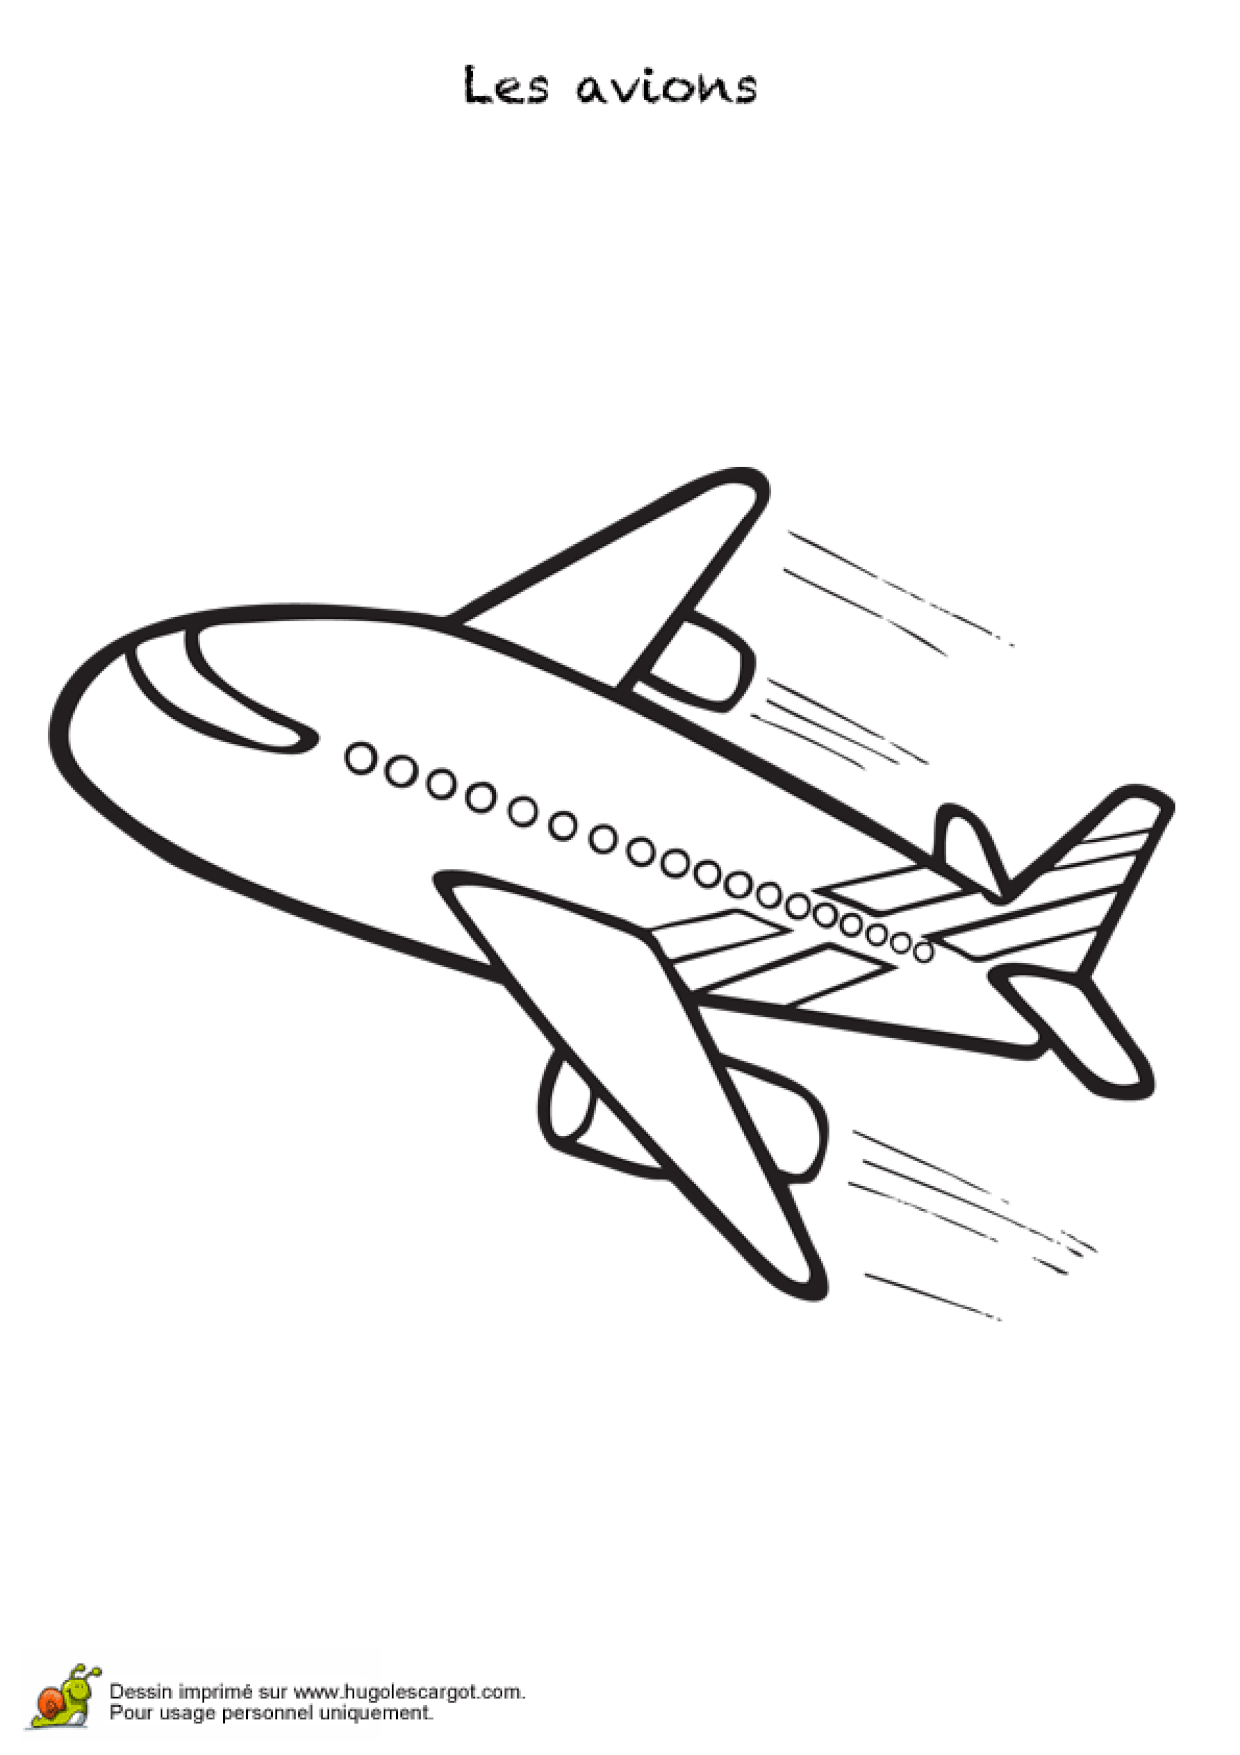 Les avions
Dessin imprimé sur www.hugolescargot.com.
Pour usage personnel uniquement.